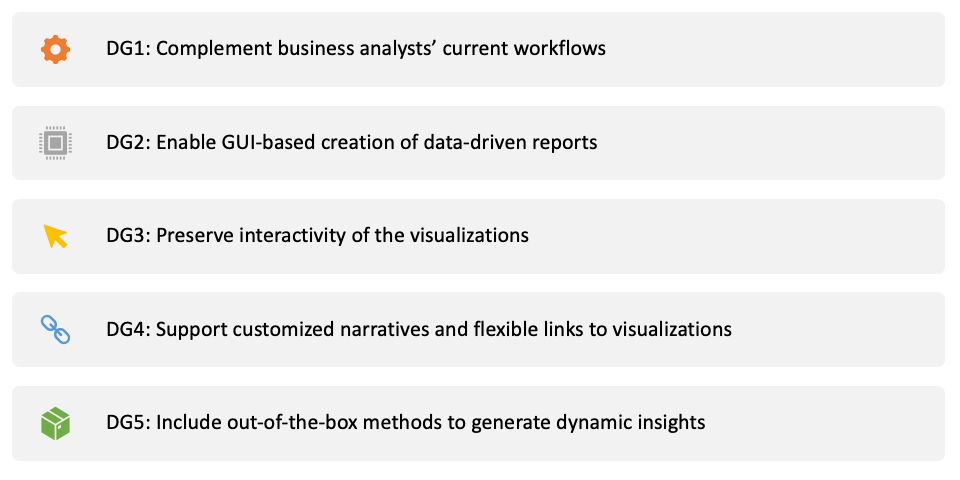 DG1: Complement business analysts’ current workflows
DG2: Enable GUI-based creation of data-driven reports
DG3: Preserve interactivity of the visualizations
DG4: Support customized narratives and flexible links to visualizations
DG5: Include out-of-the-box methods to generate dynamic insights